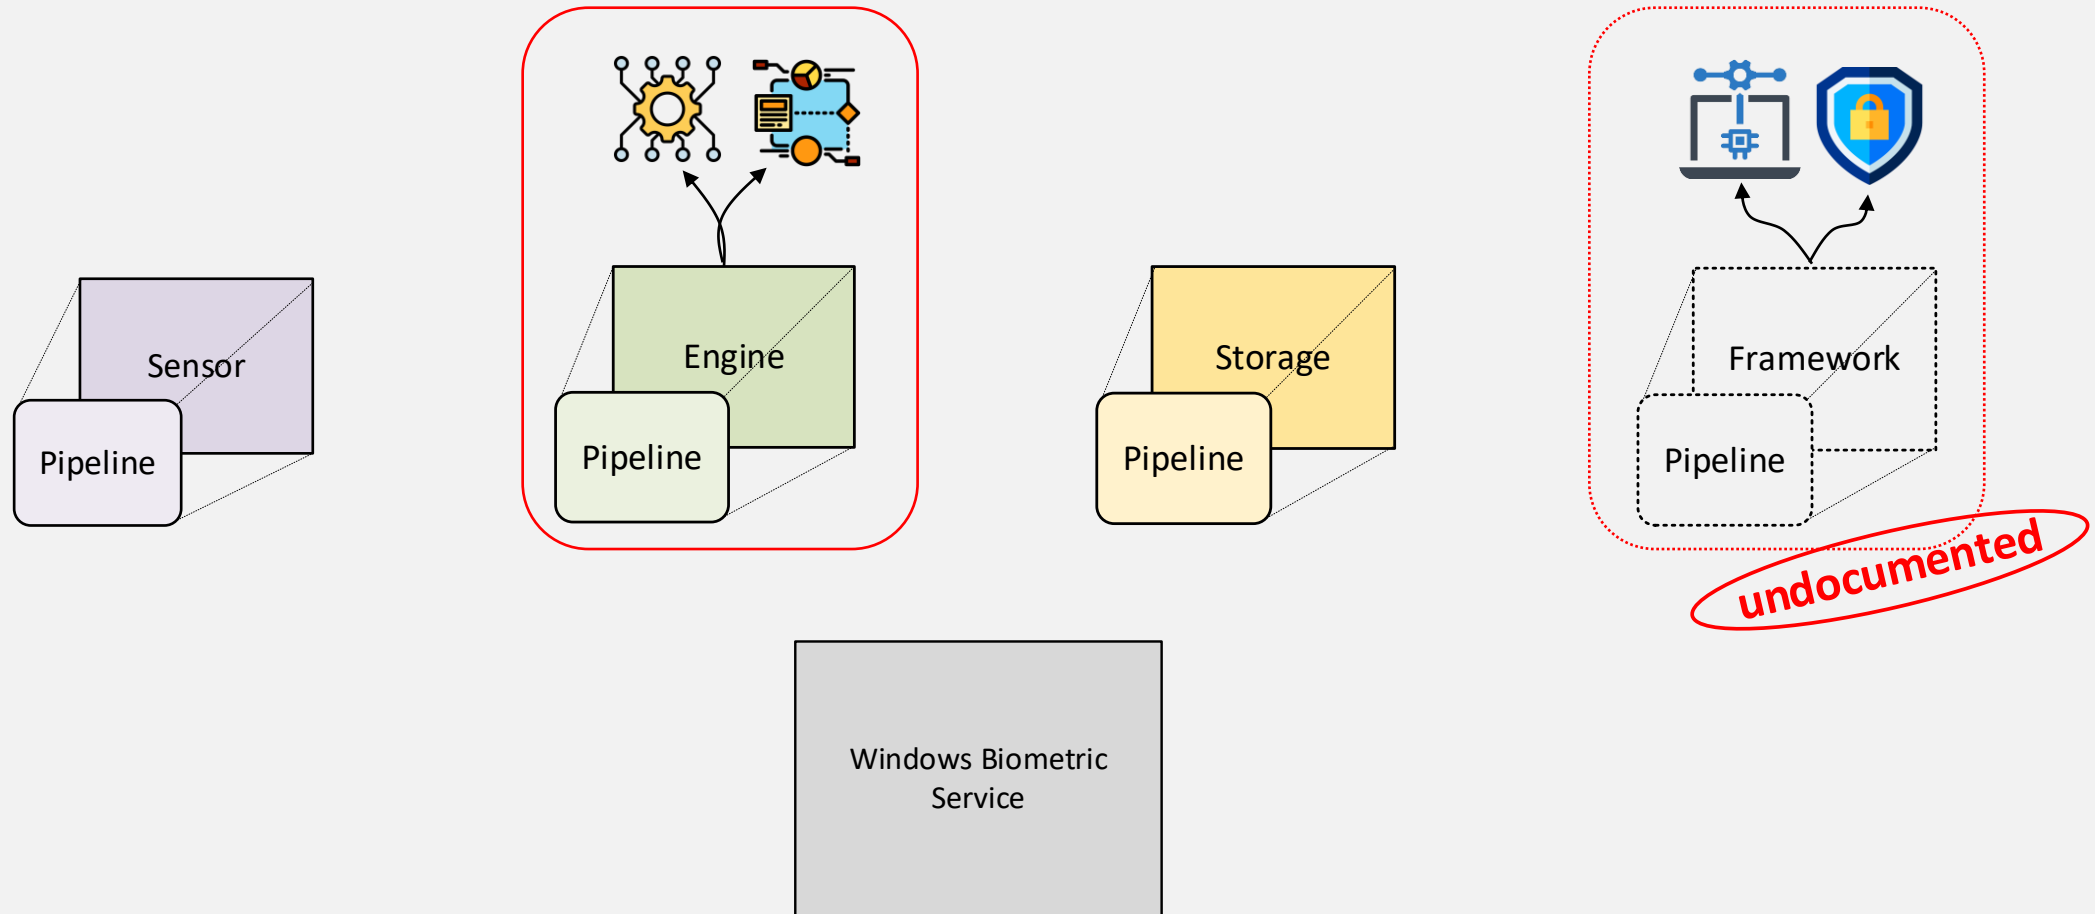 Sensor
Pipeline
Engine
Pipeline
Storage
Pipeline
Framework
Pipeline
undocumented
Windows Biometric
Service